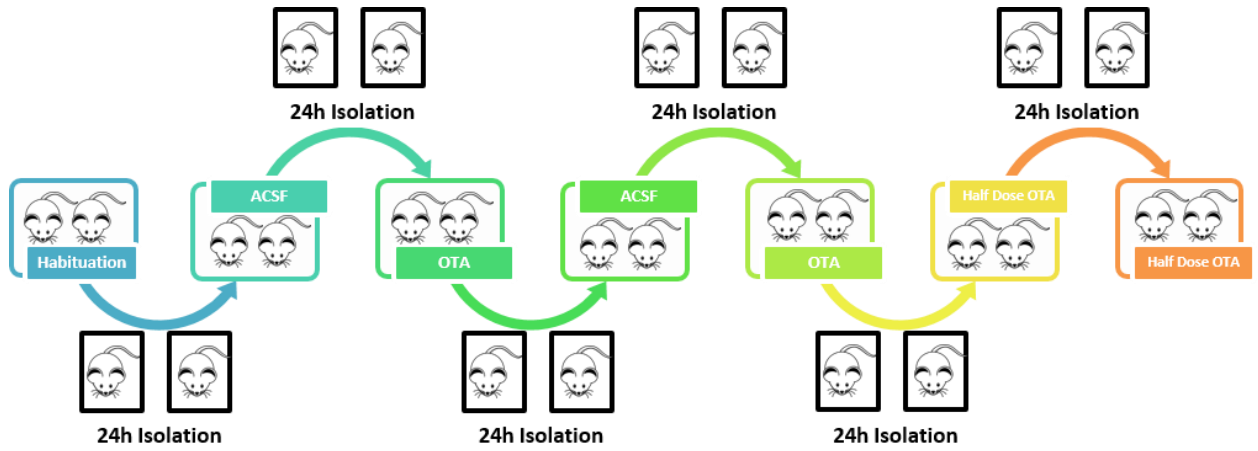 24h Isolation
24h Isolation
24h Isolation
Habituation
ACSF
OTA
ACSF
OTA
Half Dose OTA
Half Dose OTA
24h Isolation
24h Isolation
24h Isolation